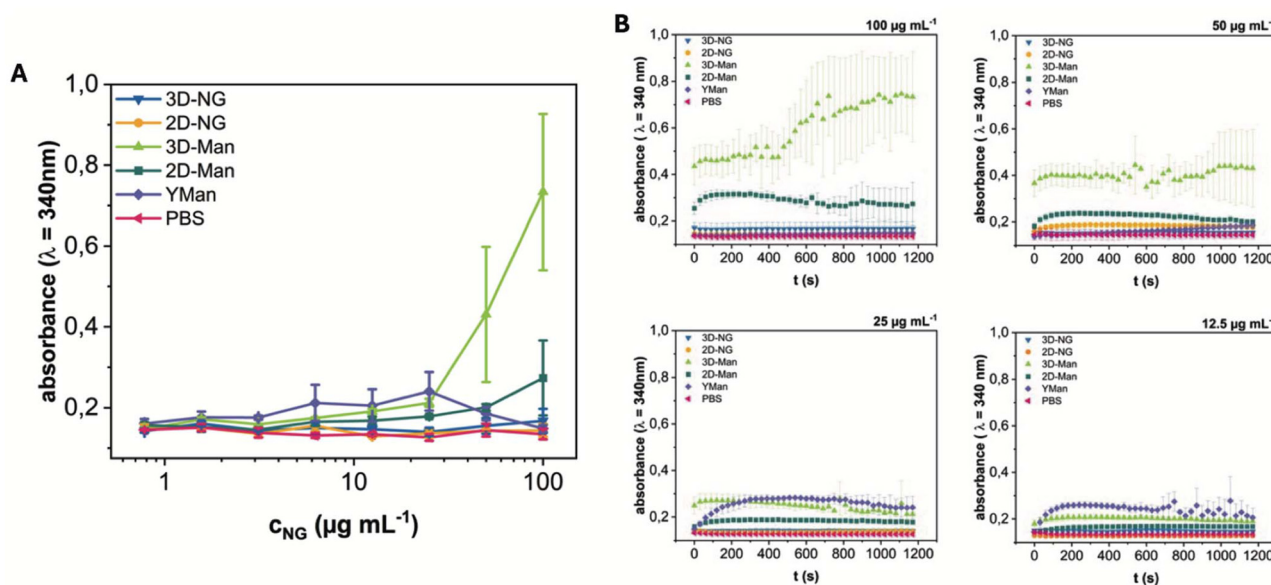 A
absorbance ( λ = 340nm)
1,0
0,8
0,6
0,4
0,2
3D-NG
2D-NG
3D-Man
2D-Man
YMan
PBS
1
10
100
cNG (µg mL-1)
B
100 µg mL-1
absorbance ( λ = 340 nm)
1,0
0,8
0,6
0,4
0,2
3D-NG
2D-NG
3D-Man
2D-Man
YMan
PBS
0 200 400 600 800 1000 1200
t (s)
50 µg mL-1
absorbance ( λ = 340 nm)
1,0
0,8
0,6
0,4
0,2
3D-NG
2D-NG
3D-Man
2D-Man
YMan
PBS
0 200 400 600 800 1000 1200
t (s)
25 µg mL-1
absorbance ( λ = 340nm)
1,0
0,8
0,6
0,4
0,2
3D-NG
2D-NG
3D-Man
2D-Man
YMan
PBS
0 200 400 600 800 1000 1200
t (s)
12.5 µg mL-1
absorbance ( λ = 340nm)
1,0
0,8
0,6
0,4
0,2
3D-NG
2D-NG
3D-Man
2D-Man
YMan
PBS
0 200 400 600 800 1000 1200
t (s)